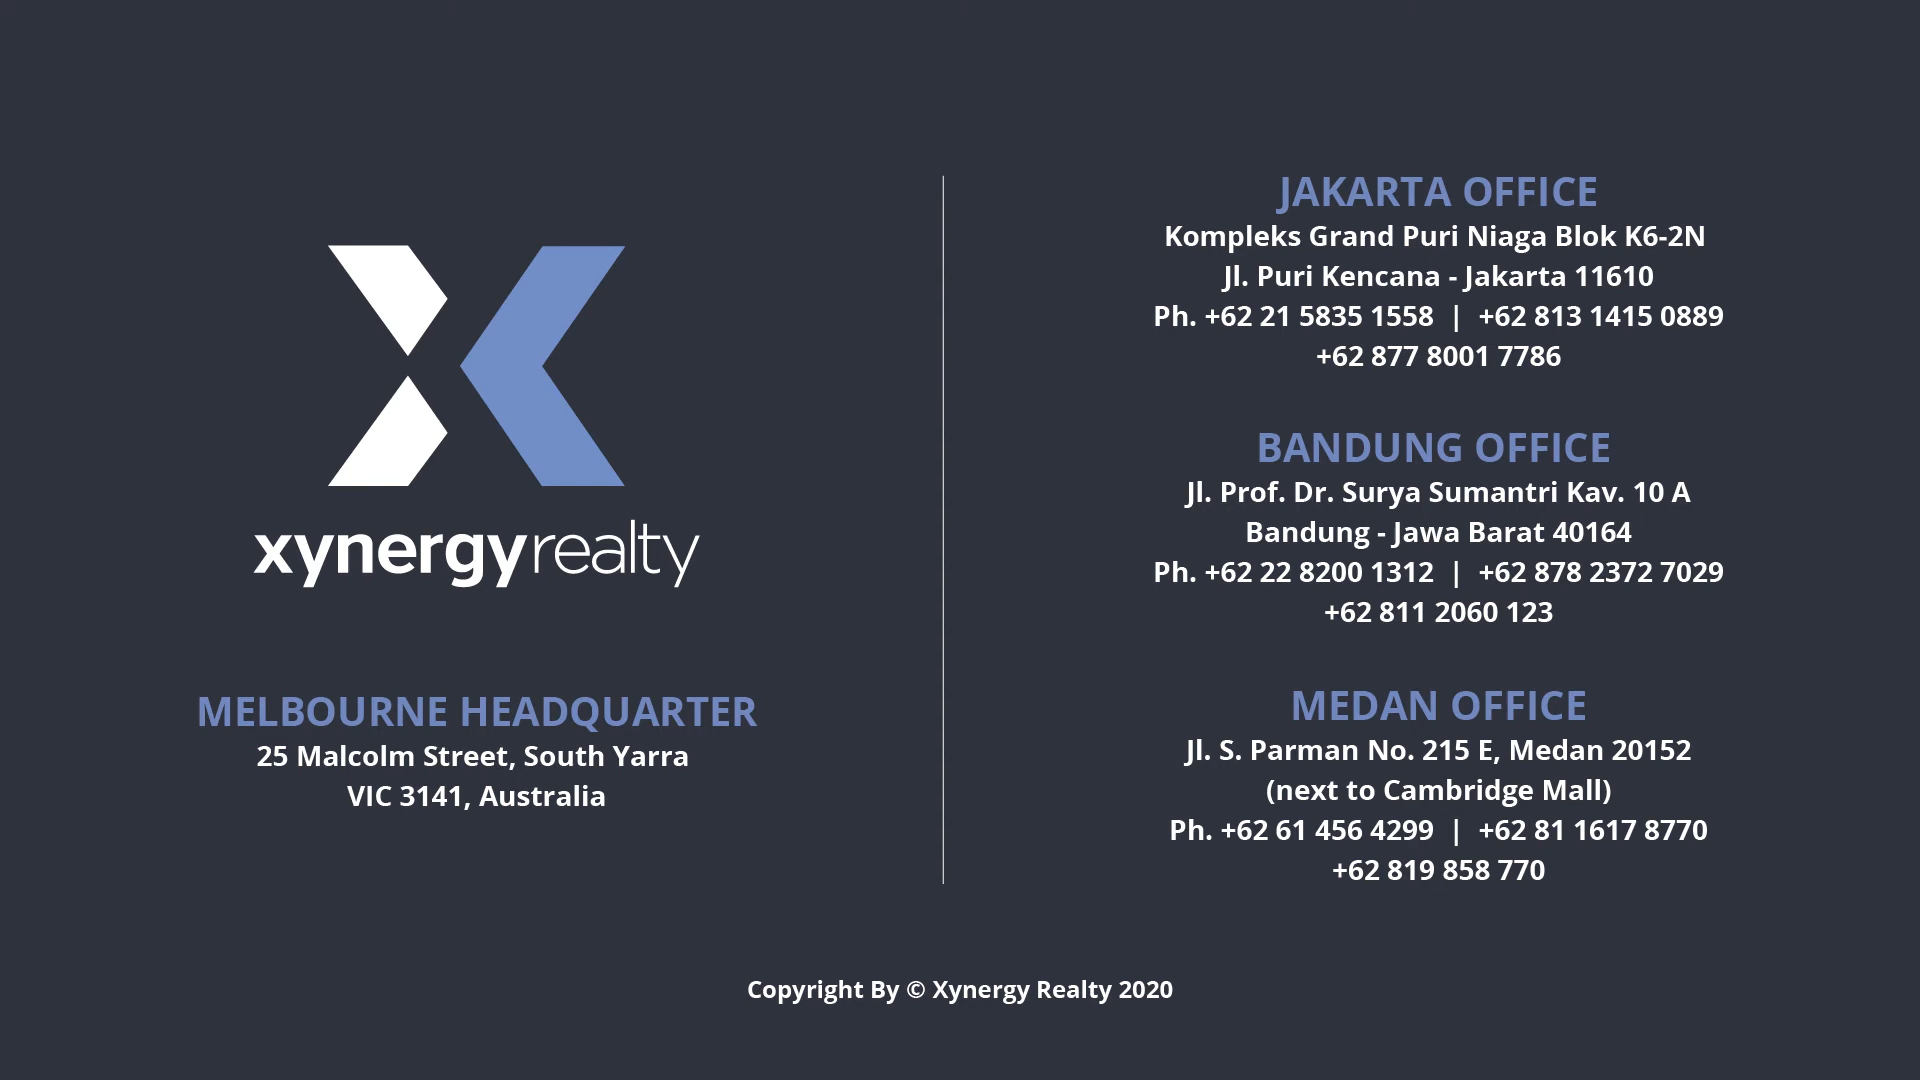 xynergyrealty
MELBOURNE HEADQUARTER
25 Malcolm Street, South Yarra
VIC 3141, Australia
JAKARTA OFFICE
Kompleks Grand Puri Niaga Blok K6-2N
Jl. Puri Kencana - Jakarta 11610
Ph. +62 21 5835 1558 | +62 813 1415 0889
+62 877 8001 7786
BANDUNG OFFICE
Jl. Prof. Dr. Surya Sumantri Kav. 10 A
Bandung - Jawa Barat 40164
Ph. +62 22 8200 1312 | +62 878 2372 7029
+62 811 2060 123
MEDAN OFFICE
Jl. S. Parman No. 215 E, Medan 20152
(next to Cambridge Mall)
Ph. +62 61 456 4299 | +62 81 1617 8770
+62 819 858 770
Copyright By © Xynergy Realty 2020